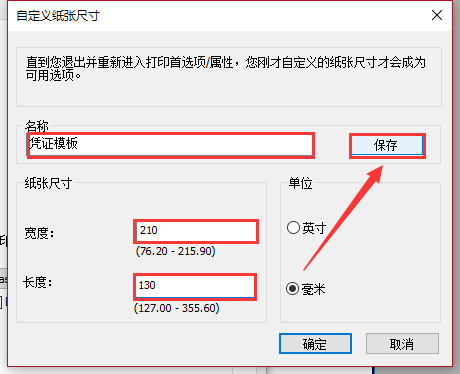 自定义纸张尺寸
直到您退出并重新进入打印首选项/属性，您刚才自定义的纸张尺寸才会成为
可用选项。
名称
凭证模板
保存
纸张尺寸
单位
宽度：
210
(76.20 - 215.90)
英寸
长度：
130
毫米
(127.00 - 355.60)
确定
取消